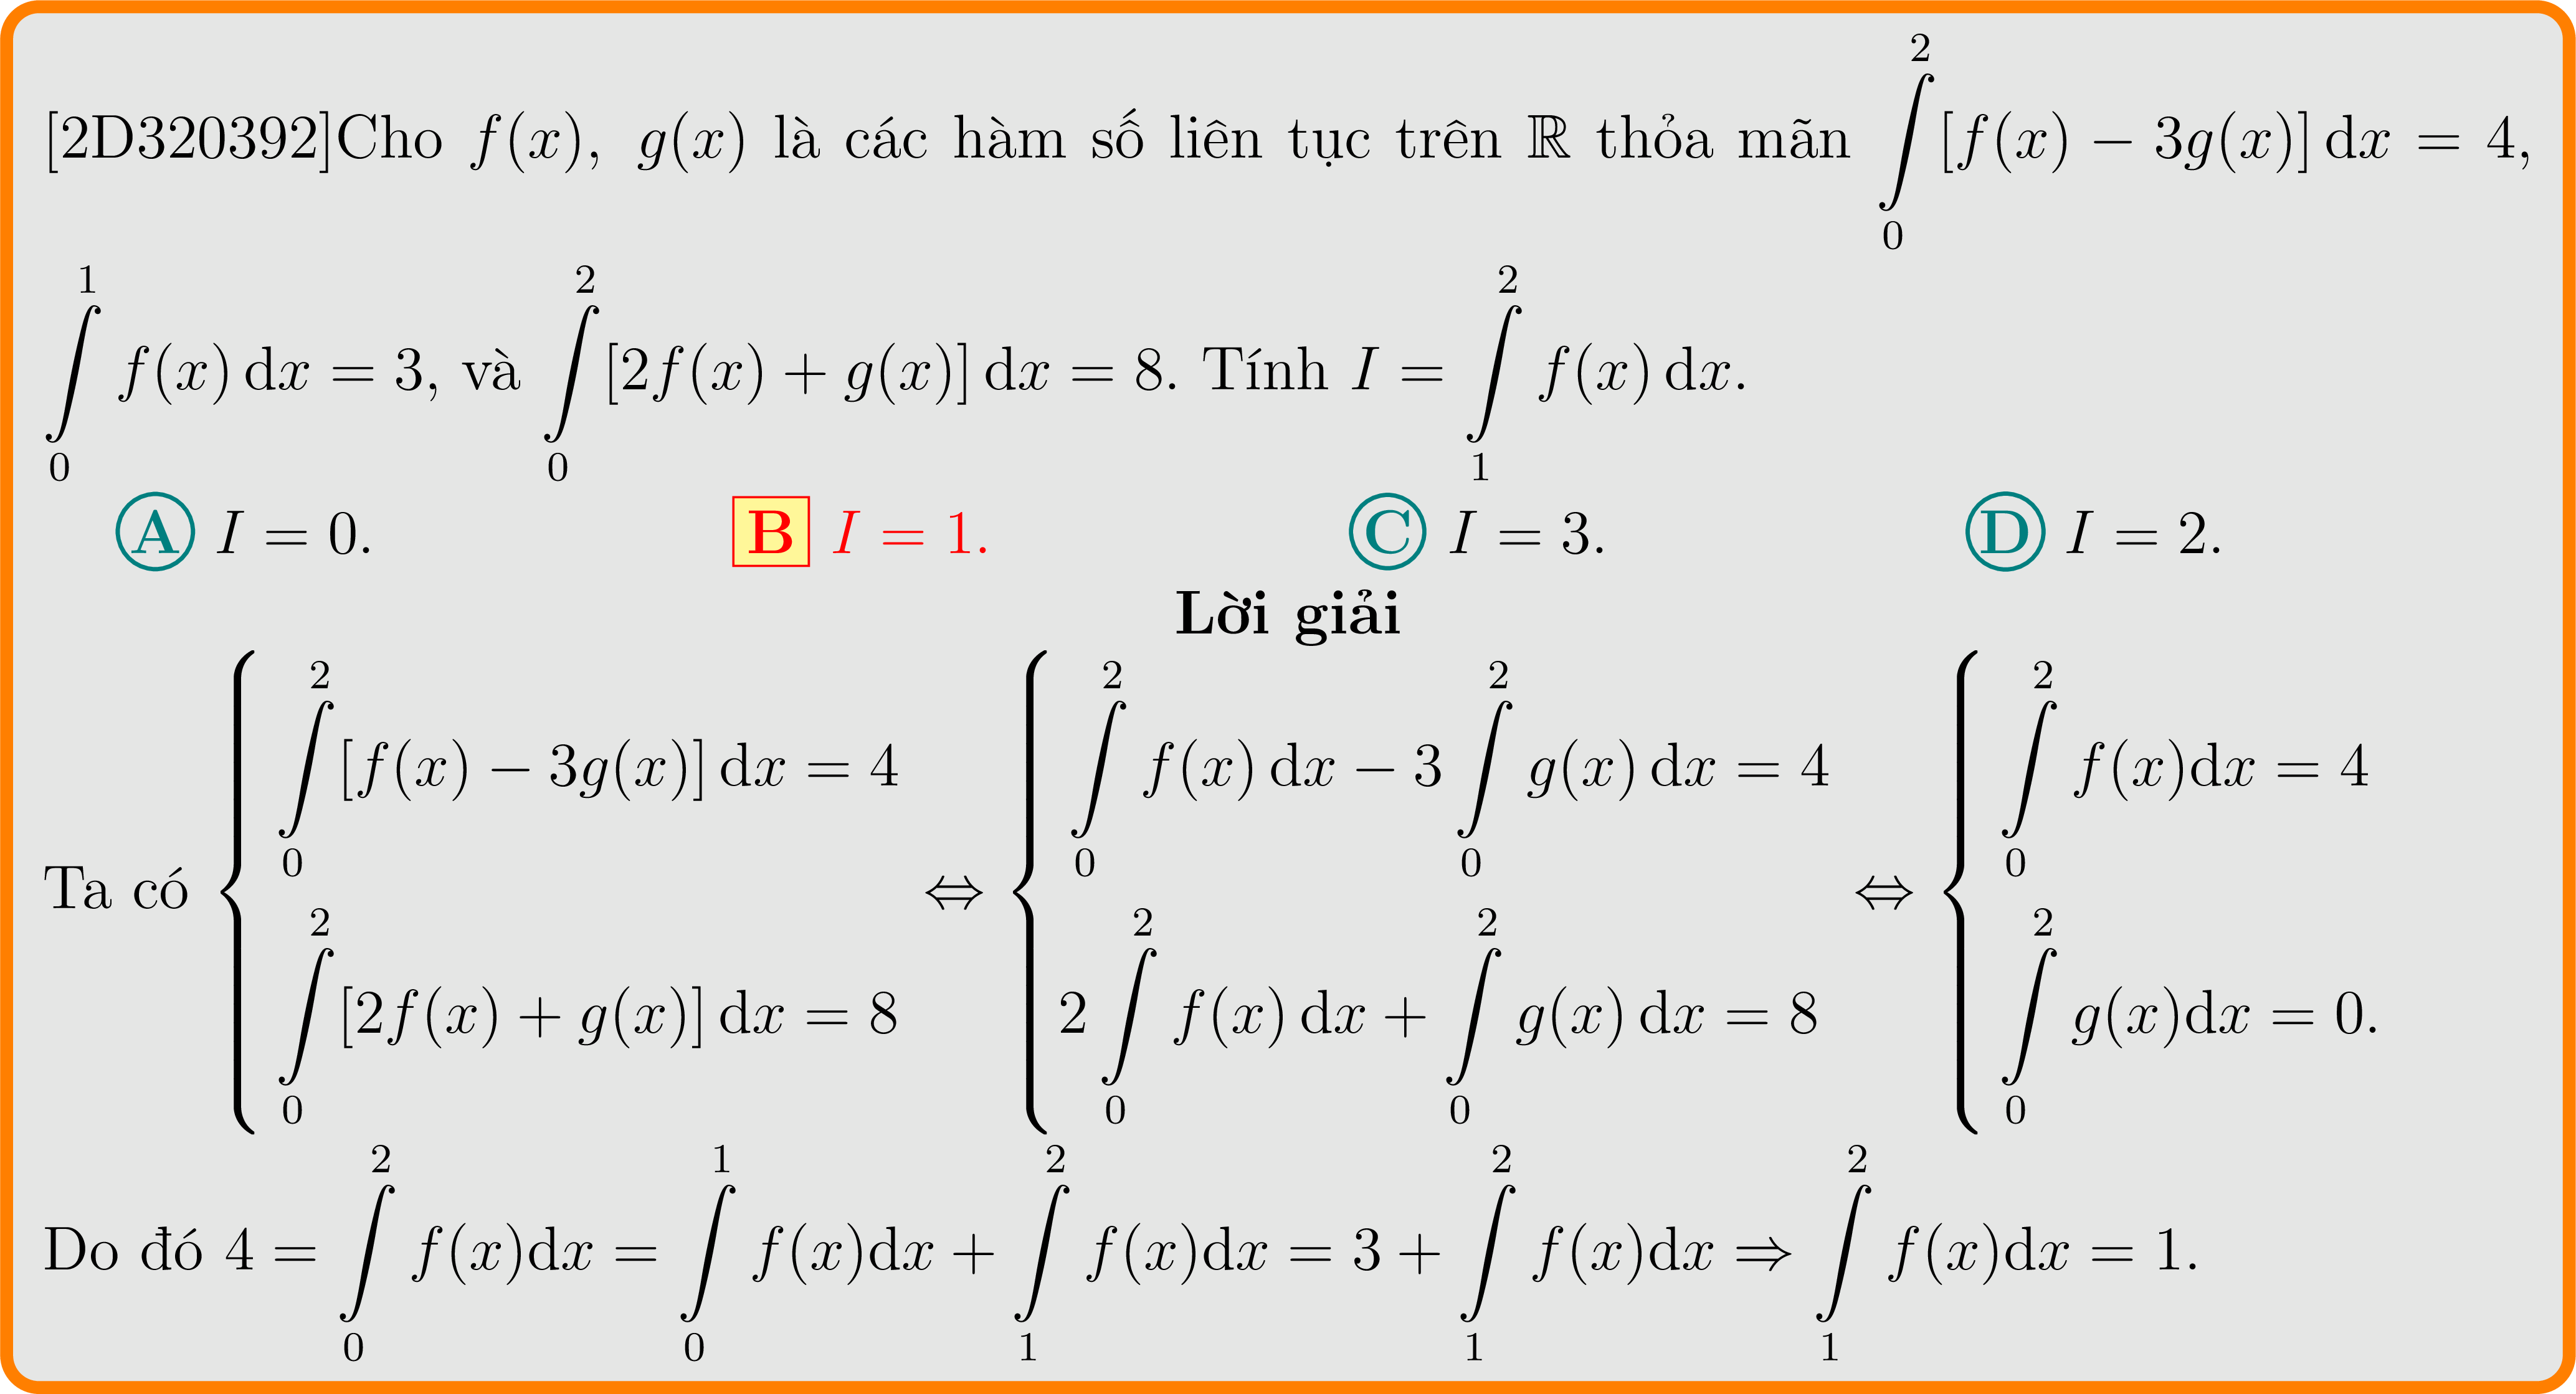 [2D320392]Cho $f(x)$, $g(x)$ là các hàm số liên tục trên $\mathbb{R}$ thỏa mãn $\int\limits_0^2 [f(x) - 3g(x)]\,\mathrm{d}x = 4$,
$\int\limits_0^1 f(x)\,\mathrm{d}x = 3$, và $\int\limits_0^2 [2f(x) + g(x)]\,\mathrm{d}x = 8$. Tính $I = \int\limits_1^2 f(x)\,\mathrm{d}x$.
A $I = 0$. B $I = 1$. C $I = 3$. D $I = 2$.
Lời giải
Ta có $\begin{cases} \int\limits_0^2 [f(x) - 3g(x)]\,\mathrm{d}x = 4 \\ \int\limits_0^2 [2f(x) + g(x)]\,\mathrm{d}x = 8 \end{cases} \Leftrightarrow \begin{cases} \int\limits_0^2 f(x)\,\mathrm{d}x - 3\int\limits_0^2 g(x)\,\mathrm{d}x = 4 \\ 2\int\limits_0^2 f(x)\,\mathrm{d}x + \int\limits_0^2 g(x)\,\mathrm{d}x = 8 \end{cases} \Leftrightarrow \begin{cases} \int\limits_0^2 f(x)\mathrm{d}x = 4 \\ \int\limits_0^2 g(x)\mathrm{d}x = 0. \end{cases}$
Do đó $4 = \int\limits_0^2 f(x)\mathrm{d}x = \int\limits_0^1 f(x)\mathrm{d}x + \int\limits_1^2 f(x)\mathrm{d}x = 3 + \int\limits_1^2 f(x)\mathrm{d}x \Rightarrow \int\limits_1^2 f(x)\mathrm{d}x = 1$.